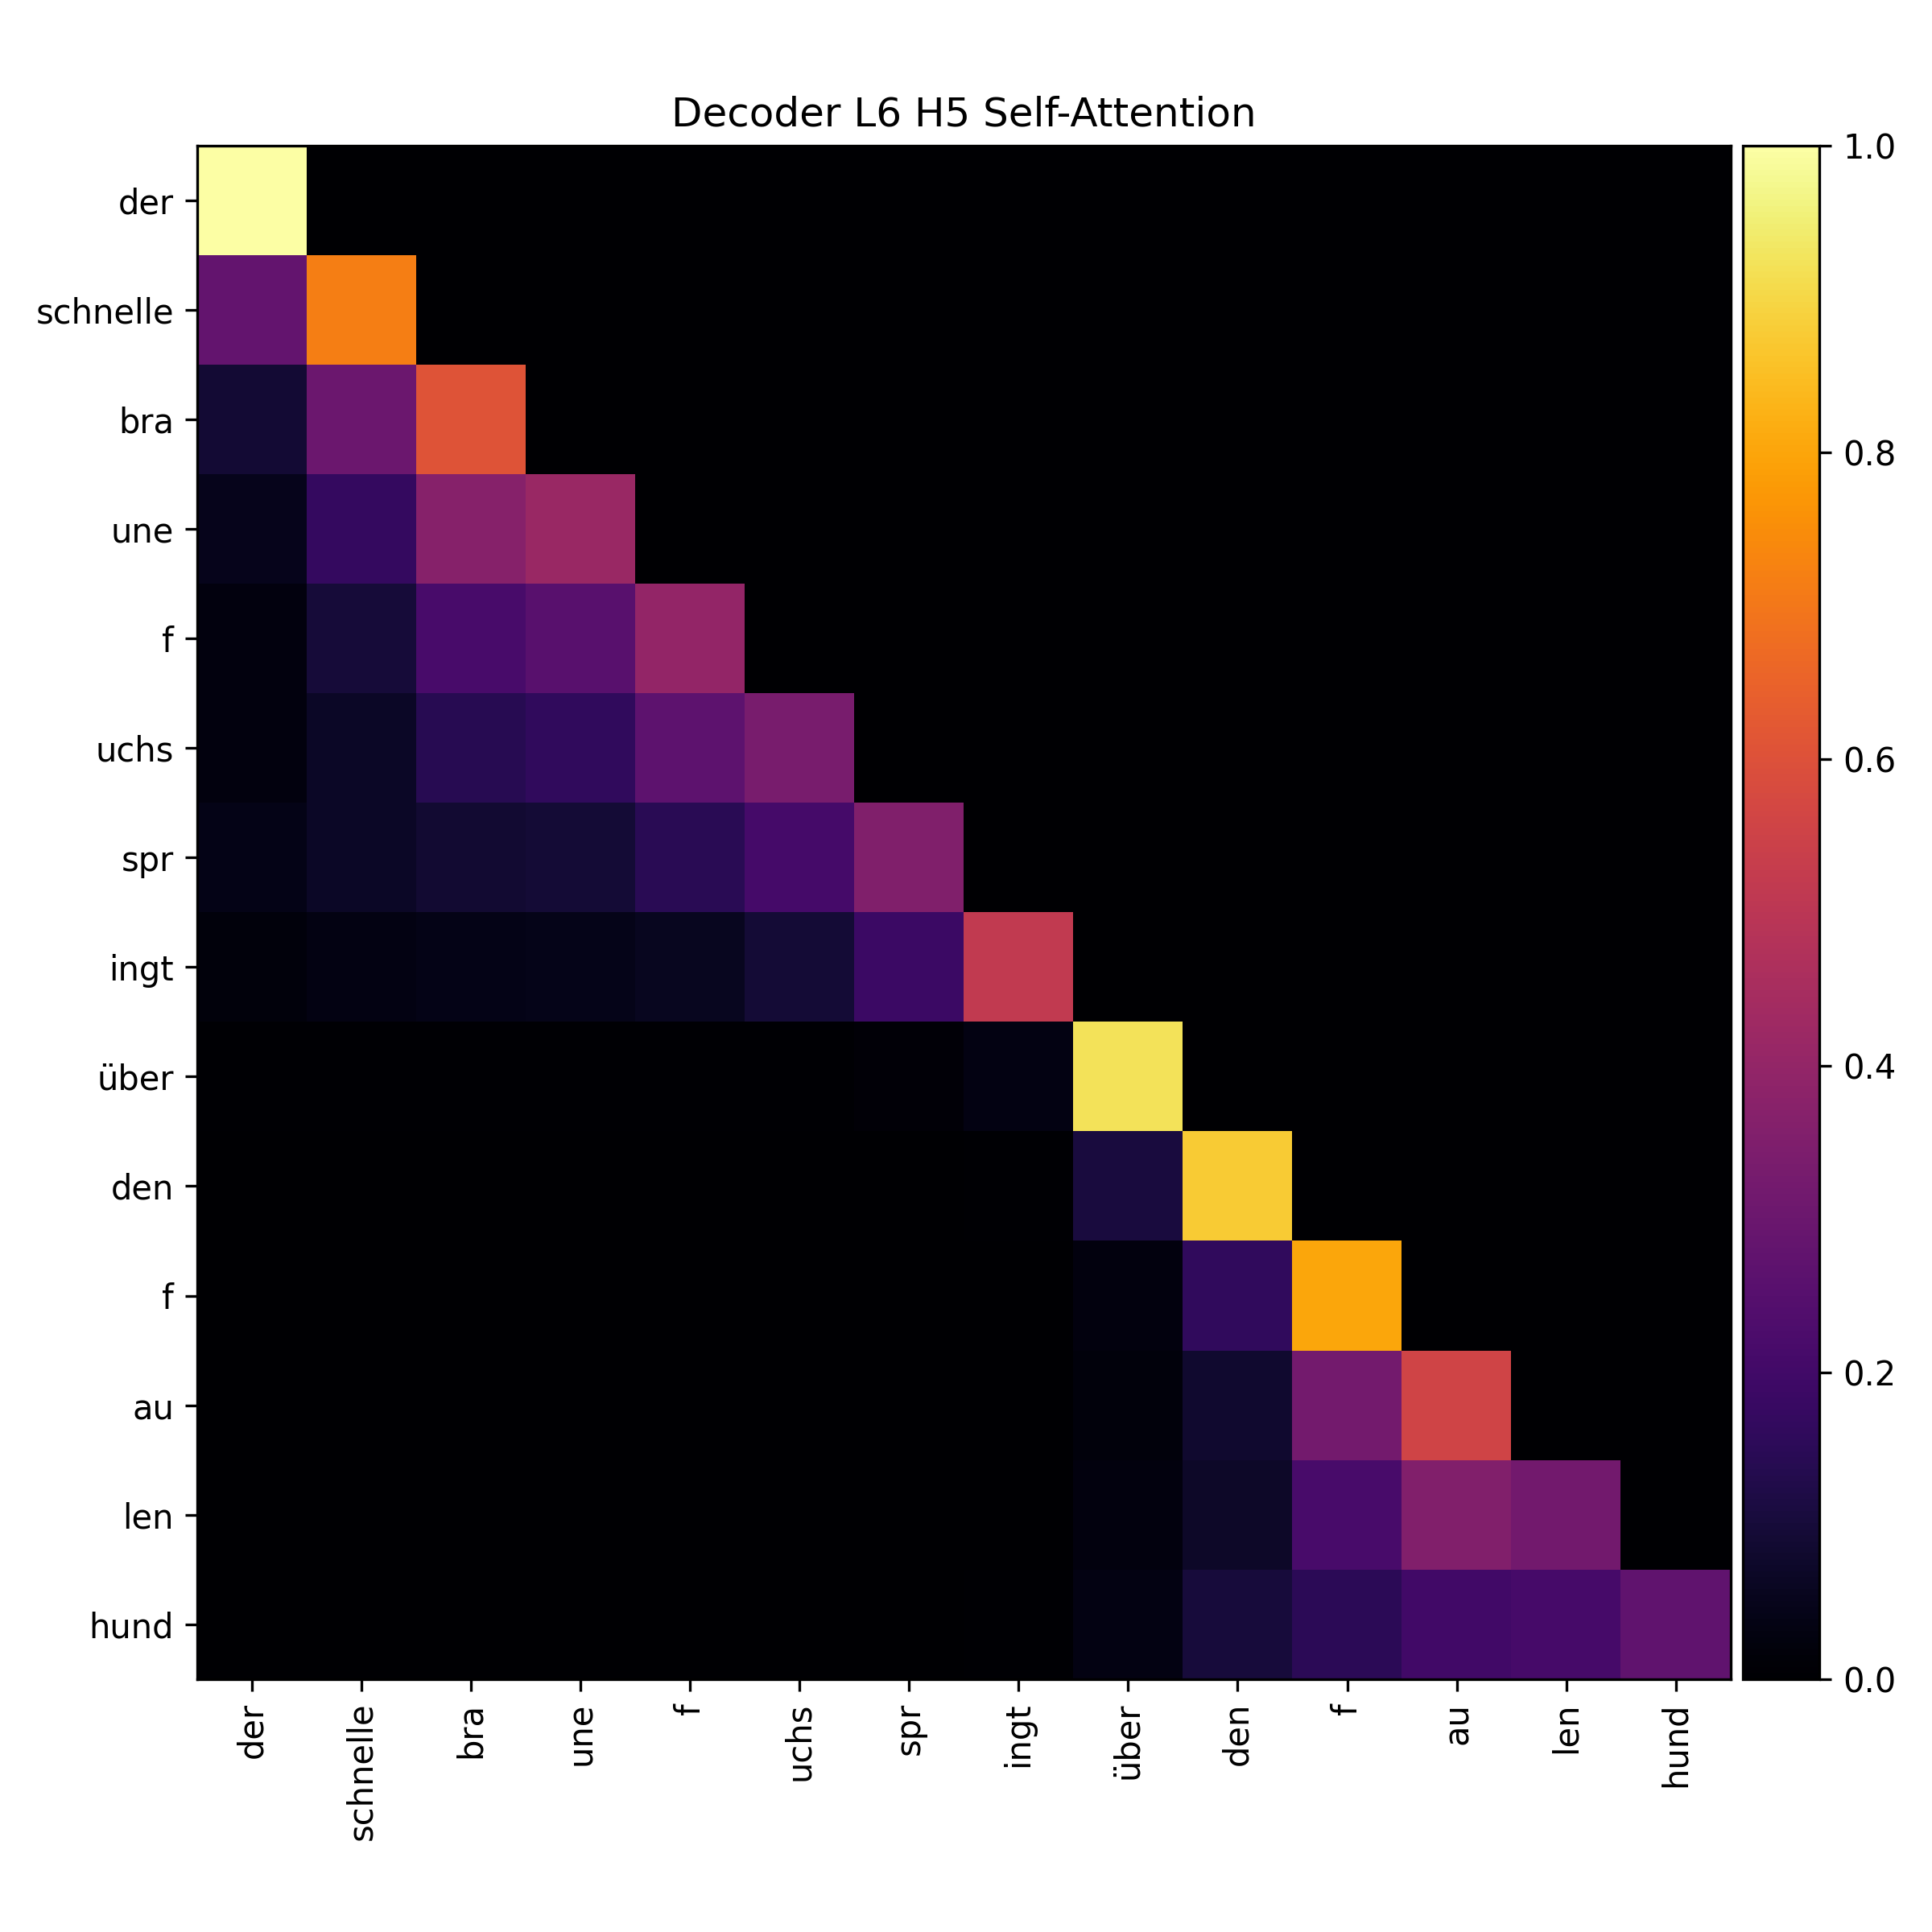 Decoder L6 H5 Self-Attention
der
schnelle
bra
une
f
uchs
spr
ingt
über
den
f
au
len
hund
der
schnelle
bra
une
f
uchs
spr
ingt
über
den
f
au
len
hund
1.0
0.8
0.6
0.4
0.2
0.0